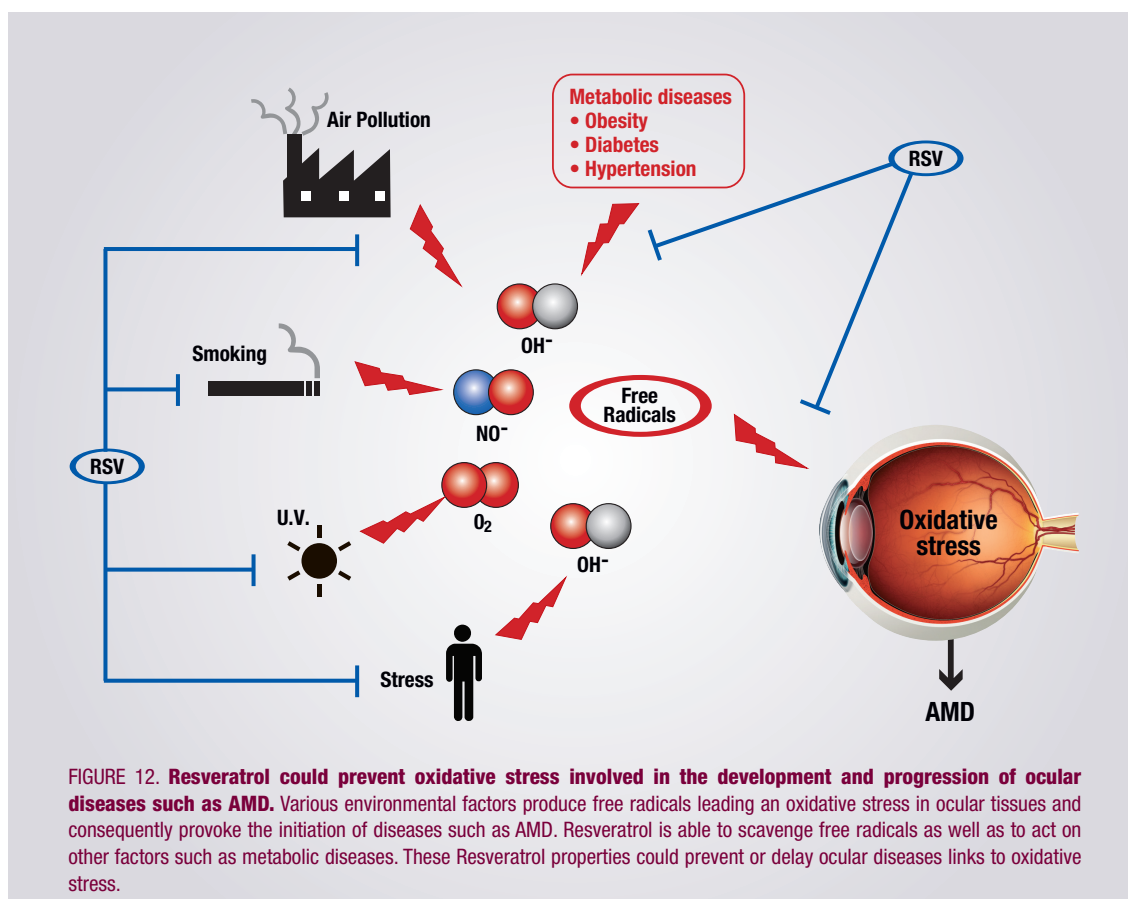 Air Pollution
Metabolic diseases
• Obesity
• Diabetes
• Hypertension
RSV
OH-
Smoking
NO-
Free
Radicals
RSV
U.V.
O2
OH-
Oxidative
stress
Stress
AMD
FIGURE 12. Resveratrol could prevent oxidative stress involved in the development and progression of ocular
diseases such as AMD. Various environmental factors produce free radicals leading an oxidative stress in ocular tissues and
consequently provoke the initiation of diseases such as AMD. Resveratrol is able to scavenge free radicals as well as to act on
other factors such as metabolic diseases. These Resveratrol properties could prevent or delay ocular diseases links to oxidative
stress.